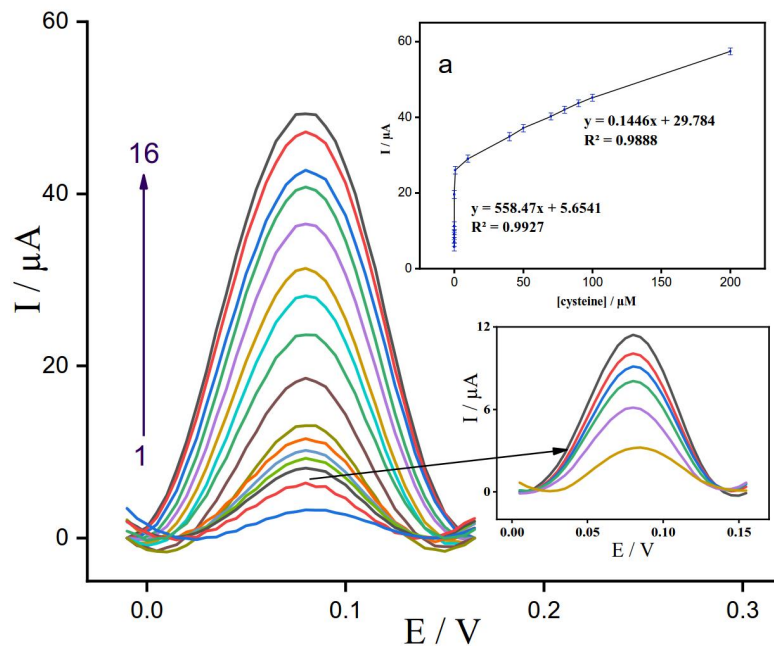 60
40
20
0
I / μA
0.0
0.1
0.2
0.3
E / V
16
1
a
60
40
20
0
I / μA
0
50
100
150
200
[cysteine] / μM
y = 0.1446x + 29.784
R² = 0.9888
y = 558.47x + 5.6541
R² = 0.9927
12
6
0
I / μA
0.00
0.05
0.10
0.15
E / V